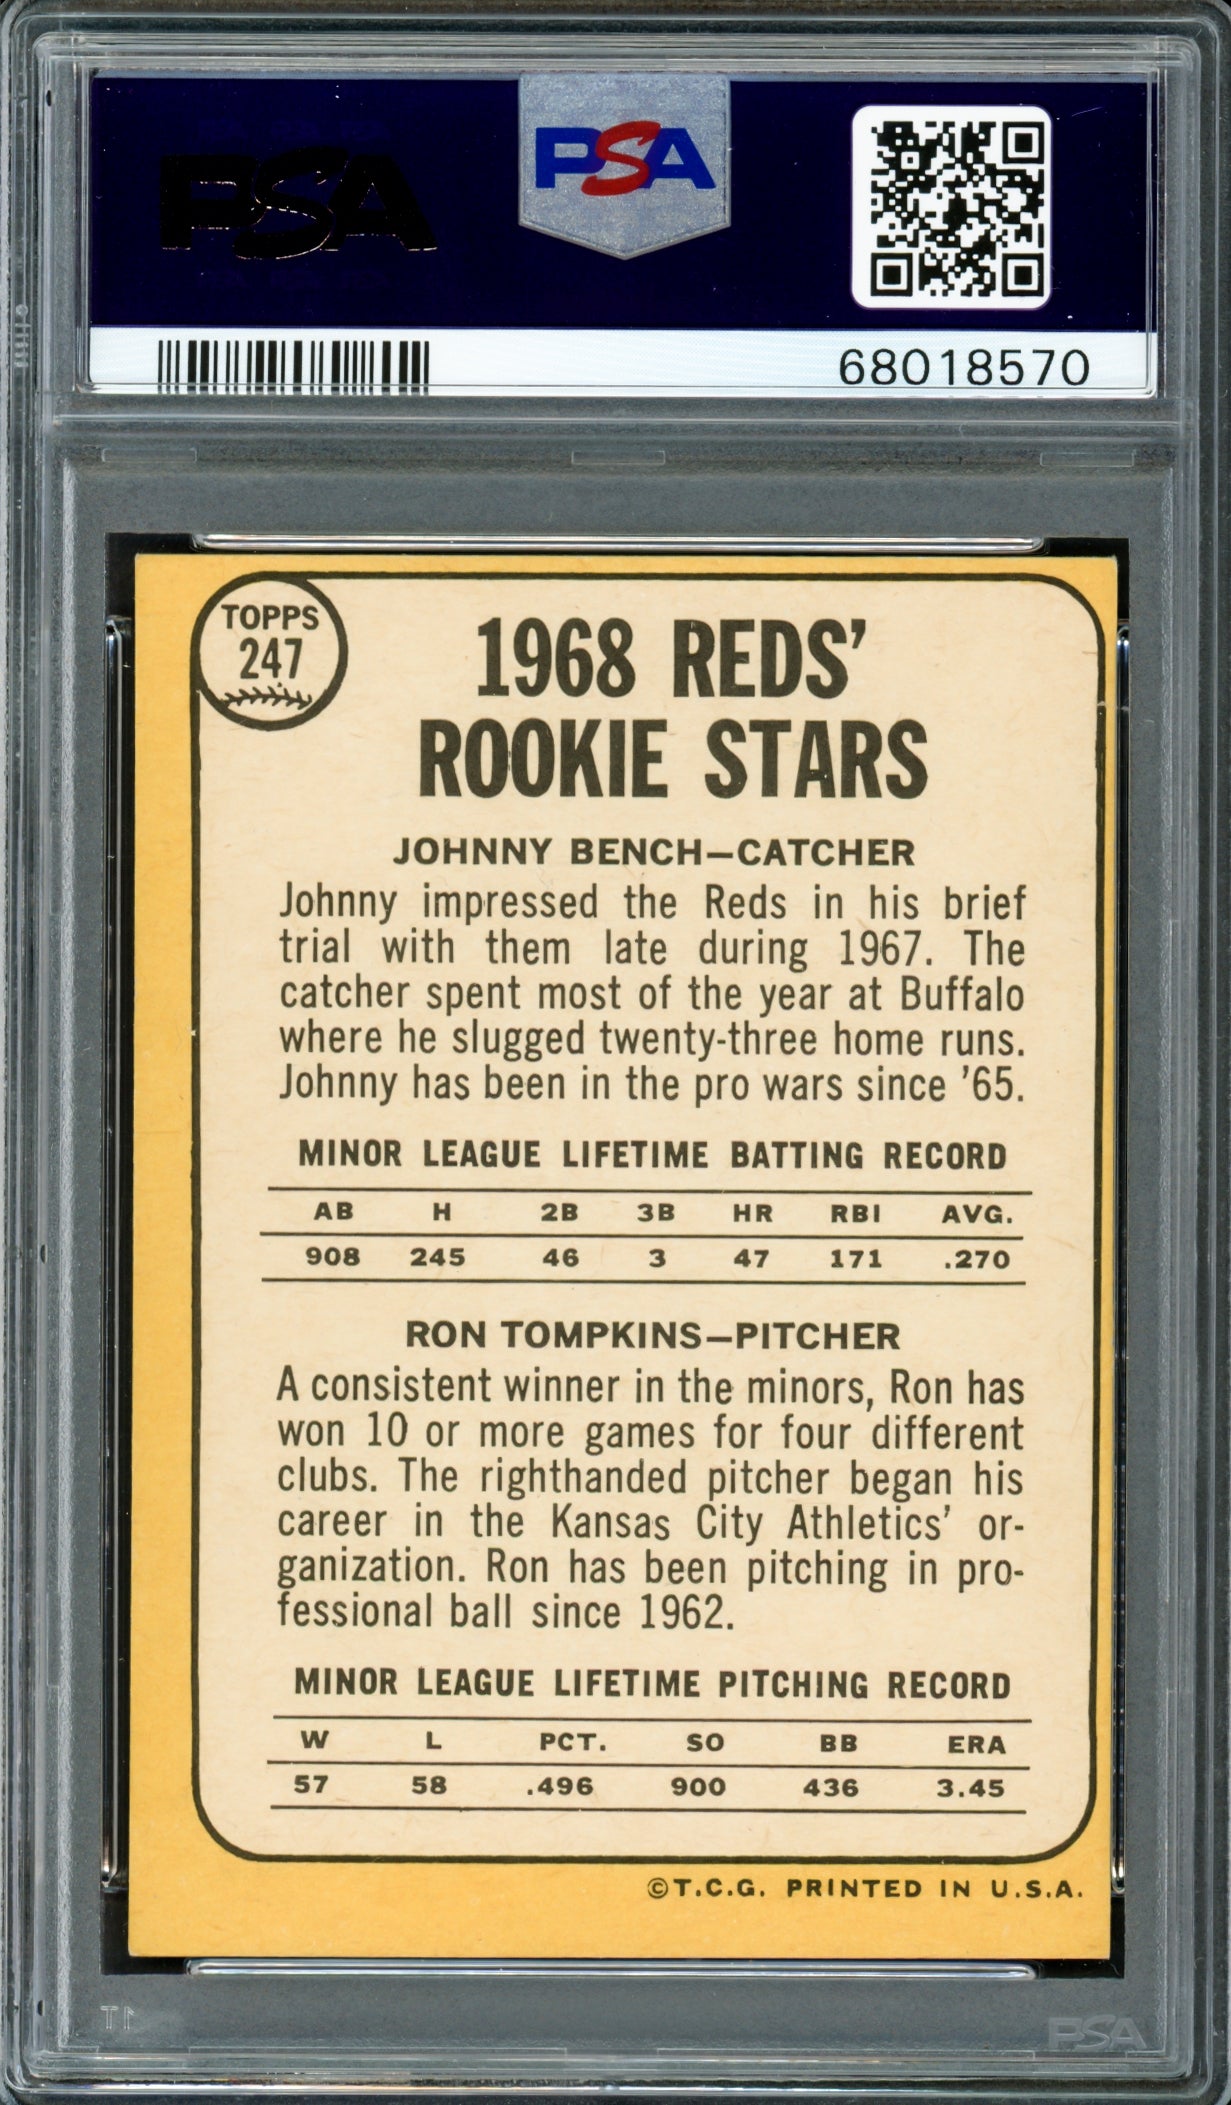 PSA
PSA
68018570
TOPPS
247
1968 REDS'
ROOKIE STARS
JOHNNY BENCH—CATCHER
Johnny impressed the Reds in his brief
trial with them late during 1967. The
catcher spent most of the year at Buffalo
where he slugged twenty-three home runs.
Johnny has been in the pro wars since '65.
MINOR LEAGUE LIFETIME BATTING RECORD
AB H 2B 3B HR RBI AVG.
908 245 46 3 47 171 .270
RON TOMPKINS—PITCHER
A consistent winner in the minors, Ron has
won 10 or more games for four different
clubs. The righthanded pitcher began his
career in the Kansas City Athletics' or-
ganization. Ron has been pitching in pro-
fessional ball since 1962.
MINOR LEAGUE LIFETIME PITCHING RECORD
W L PCT. SO BB ERA
57 58 .496 900 436 3.45
©T.C.G. PRINTED IN U.S.A.
PSA